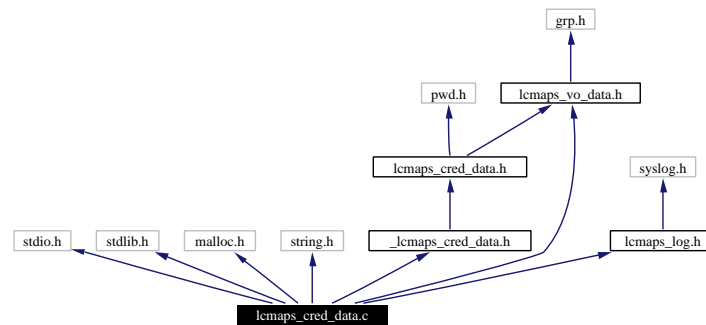 grp.h
pwd.h
lcmaps_vo_data.h
lcmaps_cred_data.h
syslog.h
stdio.h
stdlib.h
malloc.h
string.h
_lcmaps_cred_data.h
lcmaps_log.h
lcmaps_cred_data.c